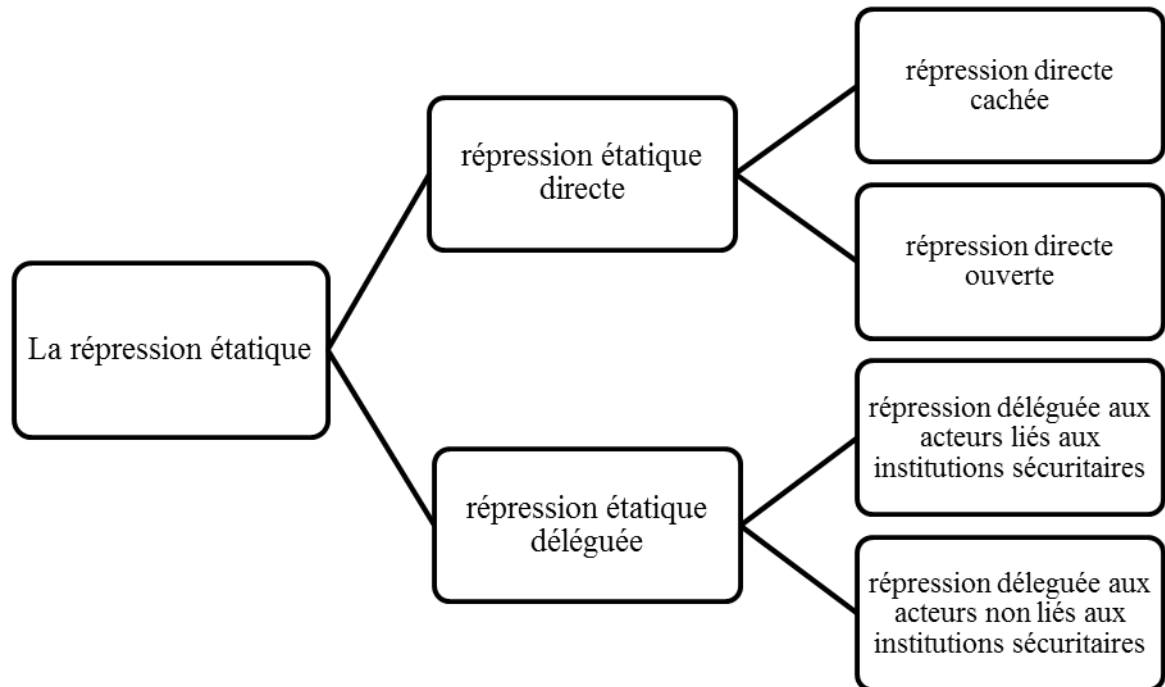 La répression étatique
répression étatique
directe
répression directe
cachée
répression directe
ouverte
répression étatique
déléguée
répression déléguée aux
acteurs liés aux
institutions sécuritaires
répression déleguée aux
acteurs non liés aux
institutions sécuritaires